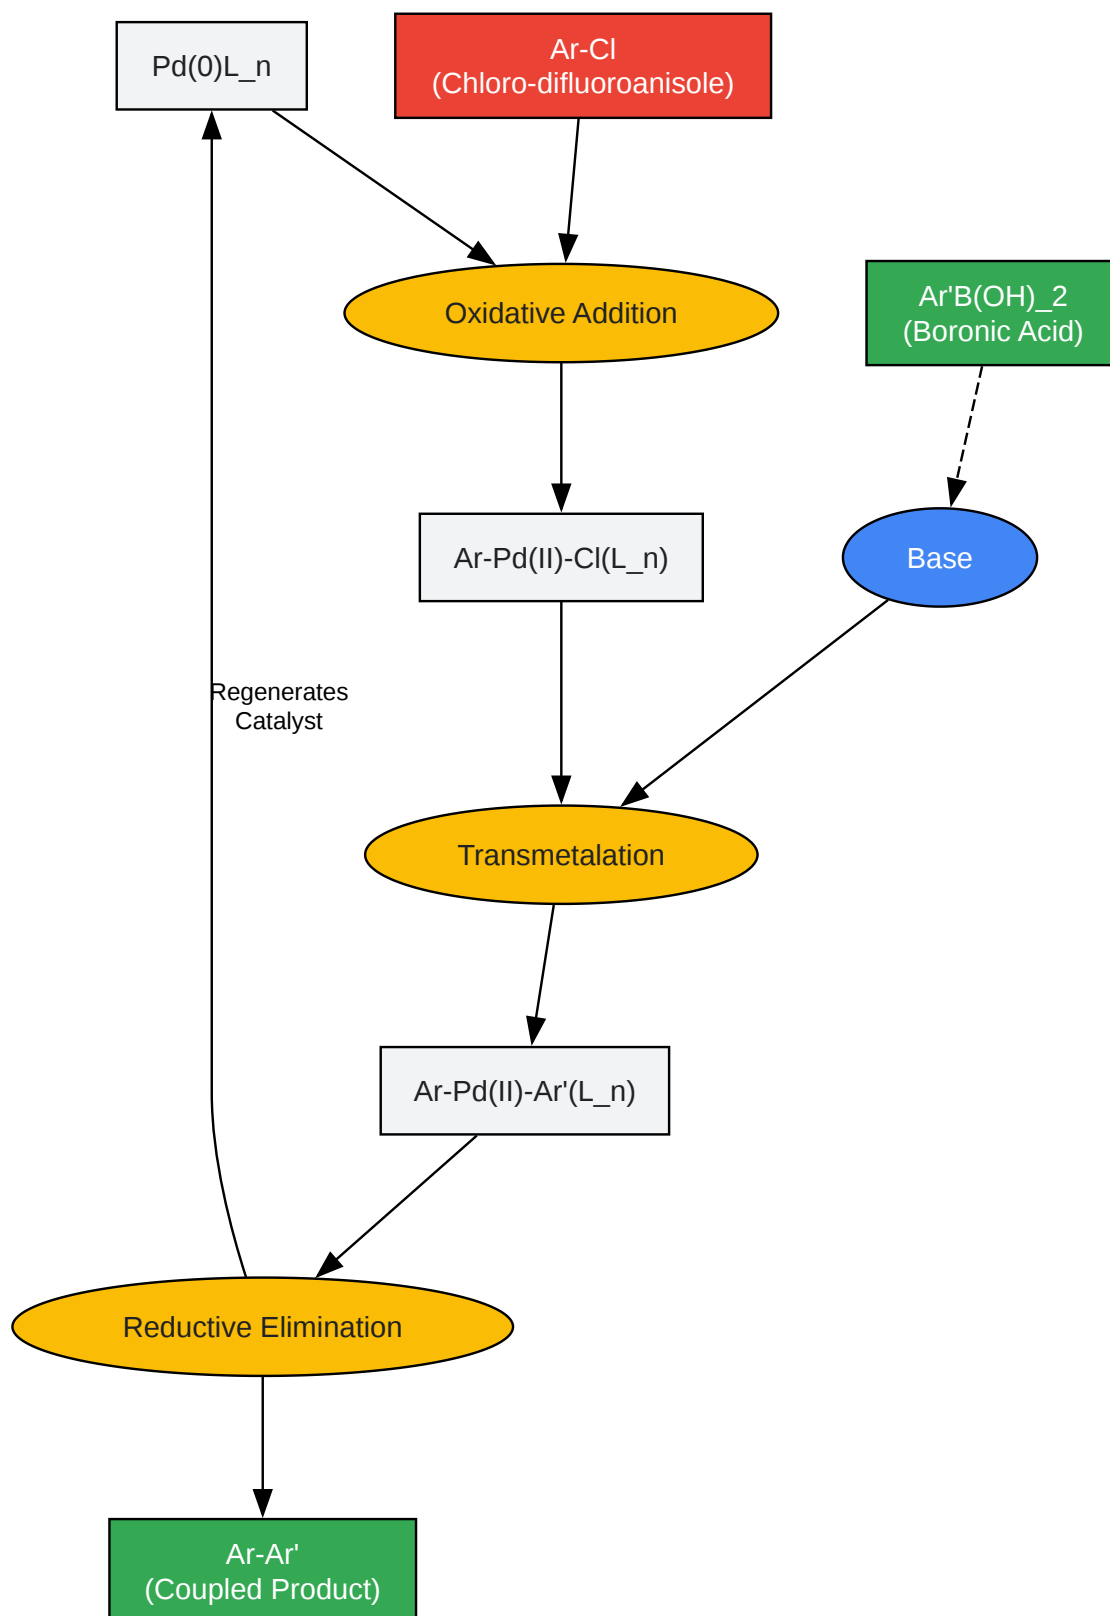 Pd(0)L_n
Ar-Cl
(Chloro-difluoroanisole)
Oxidative Addition
Ar'B(OH)_2
(Boronic Acid)
Ar-Pd(II)-Cl(L_n)
Base
Regenerates
Catalyst
Transmetalation
Ar-Pd(II)-Ar'(L_n)
Reductive Elimination
Ar-Ar'
(Coupled Product)